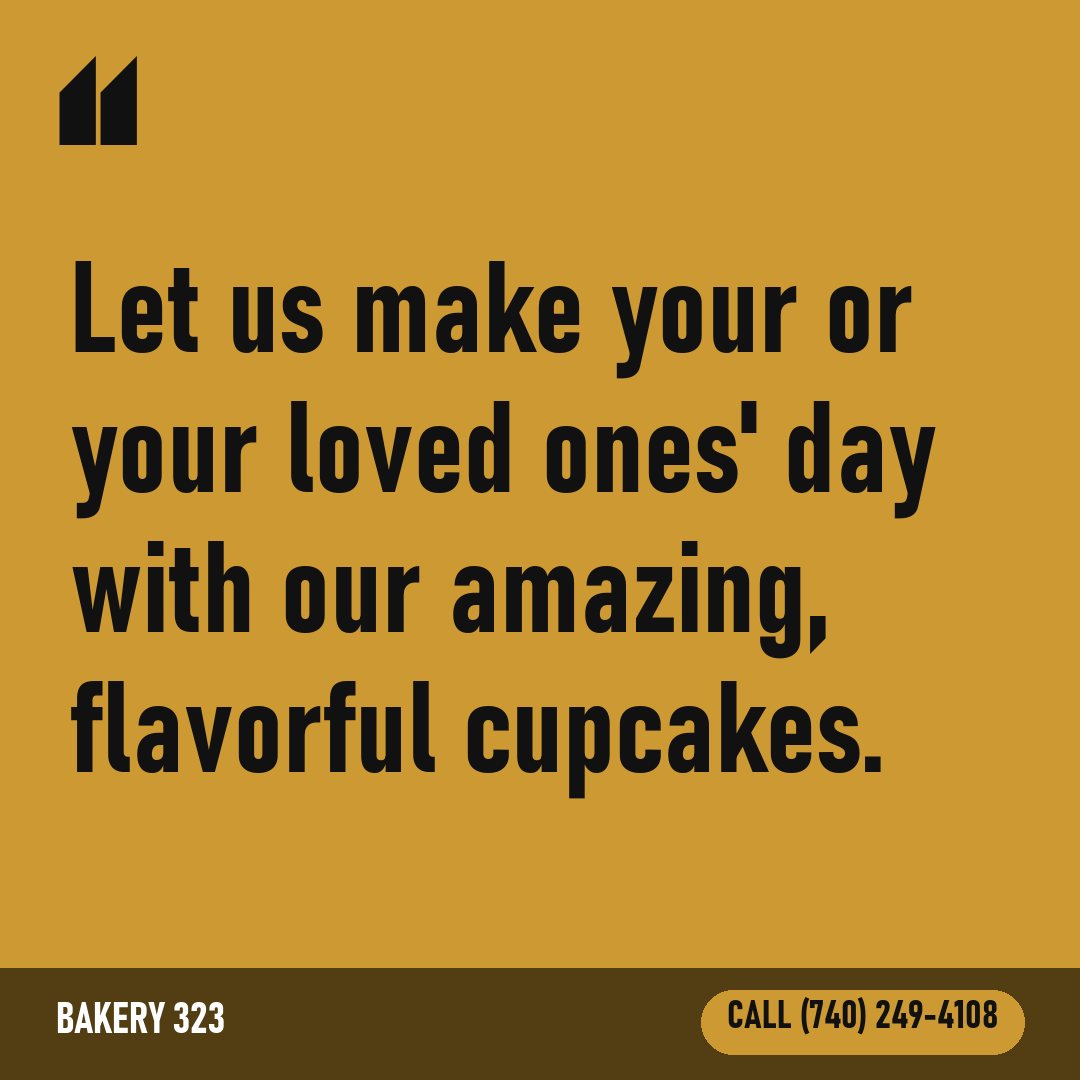 “
Let us make your or
your loved ones' day
with our amazing,
flavorful cupcakes.
BAKERY 323
CALL (740) 249-4108